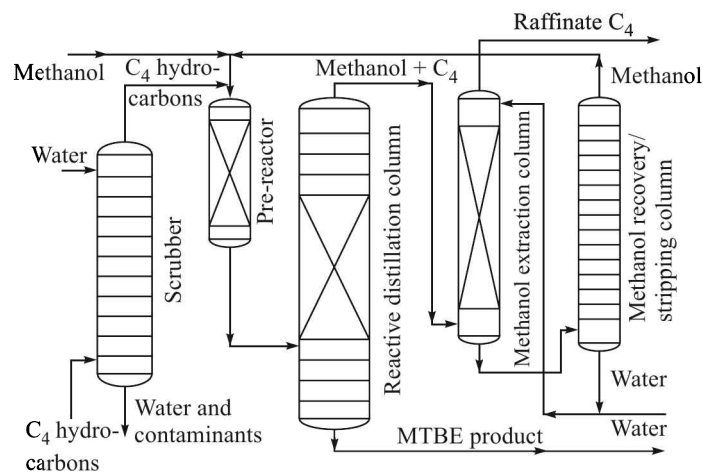 Raffinate C4
Methanol
C4 hydro-
carbons
Methanol + C4
Methanol
Water
Scrubber
Pre-reactor
Reactive distillation column
Methanol extraction column
Methanol recovery/
stripping column
C4 hydro-
carbons
Water and
contaminants
Water
Water
MTBE product